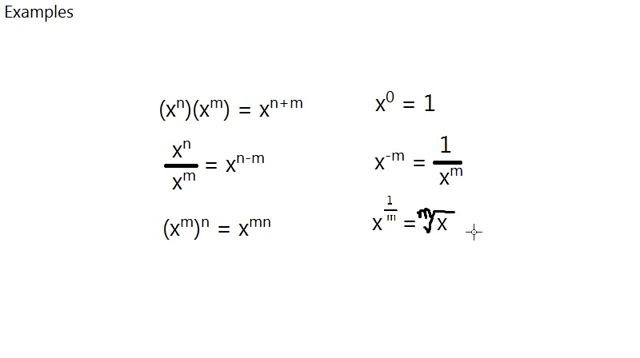 Examples
(xⁿ)(xᵐ) = xⁿ⁺ᵐ
xⁿ/xᵐ = xⁿ⁻ᵐ
(xᵐ)ⁿ = xᵐⁿ
x⁰ = 1
x⁻ᵐ = 1/xᵐ
x^(1/m) = ᵐ√x